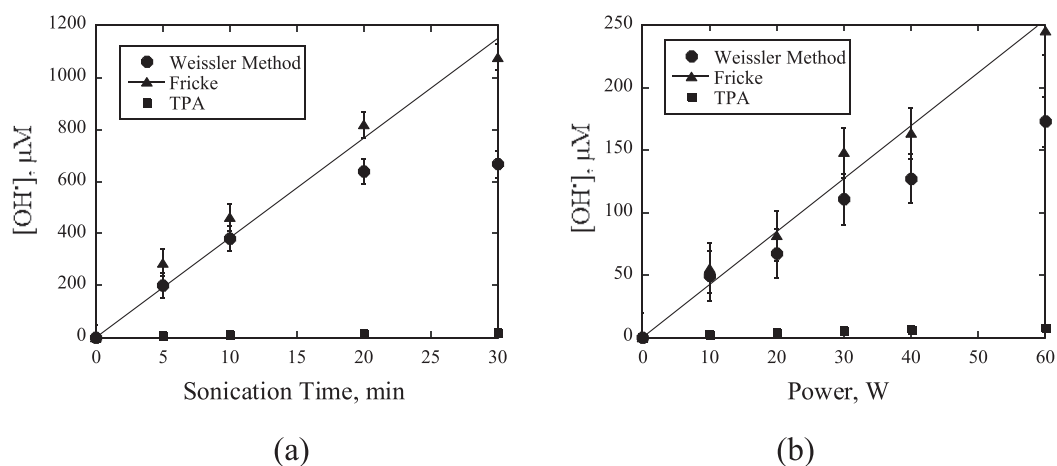 1200
1000
800
600
400
200
0
[OH•], μM
Weissler Method
Fricke
TPA
0 5 10 15 20 25 30
Sonication Time, min
(a)
250
200
150
100
50
0
[OH•], μM
Weissler Method
Fricke
TPA
0 10 20 30 40 50 60
Power, W
(b)